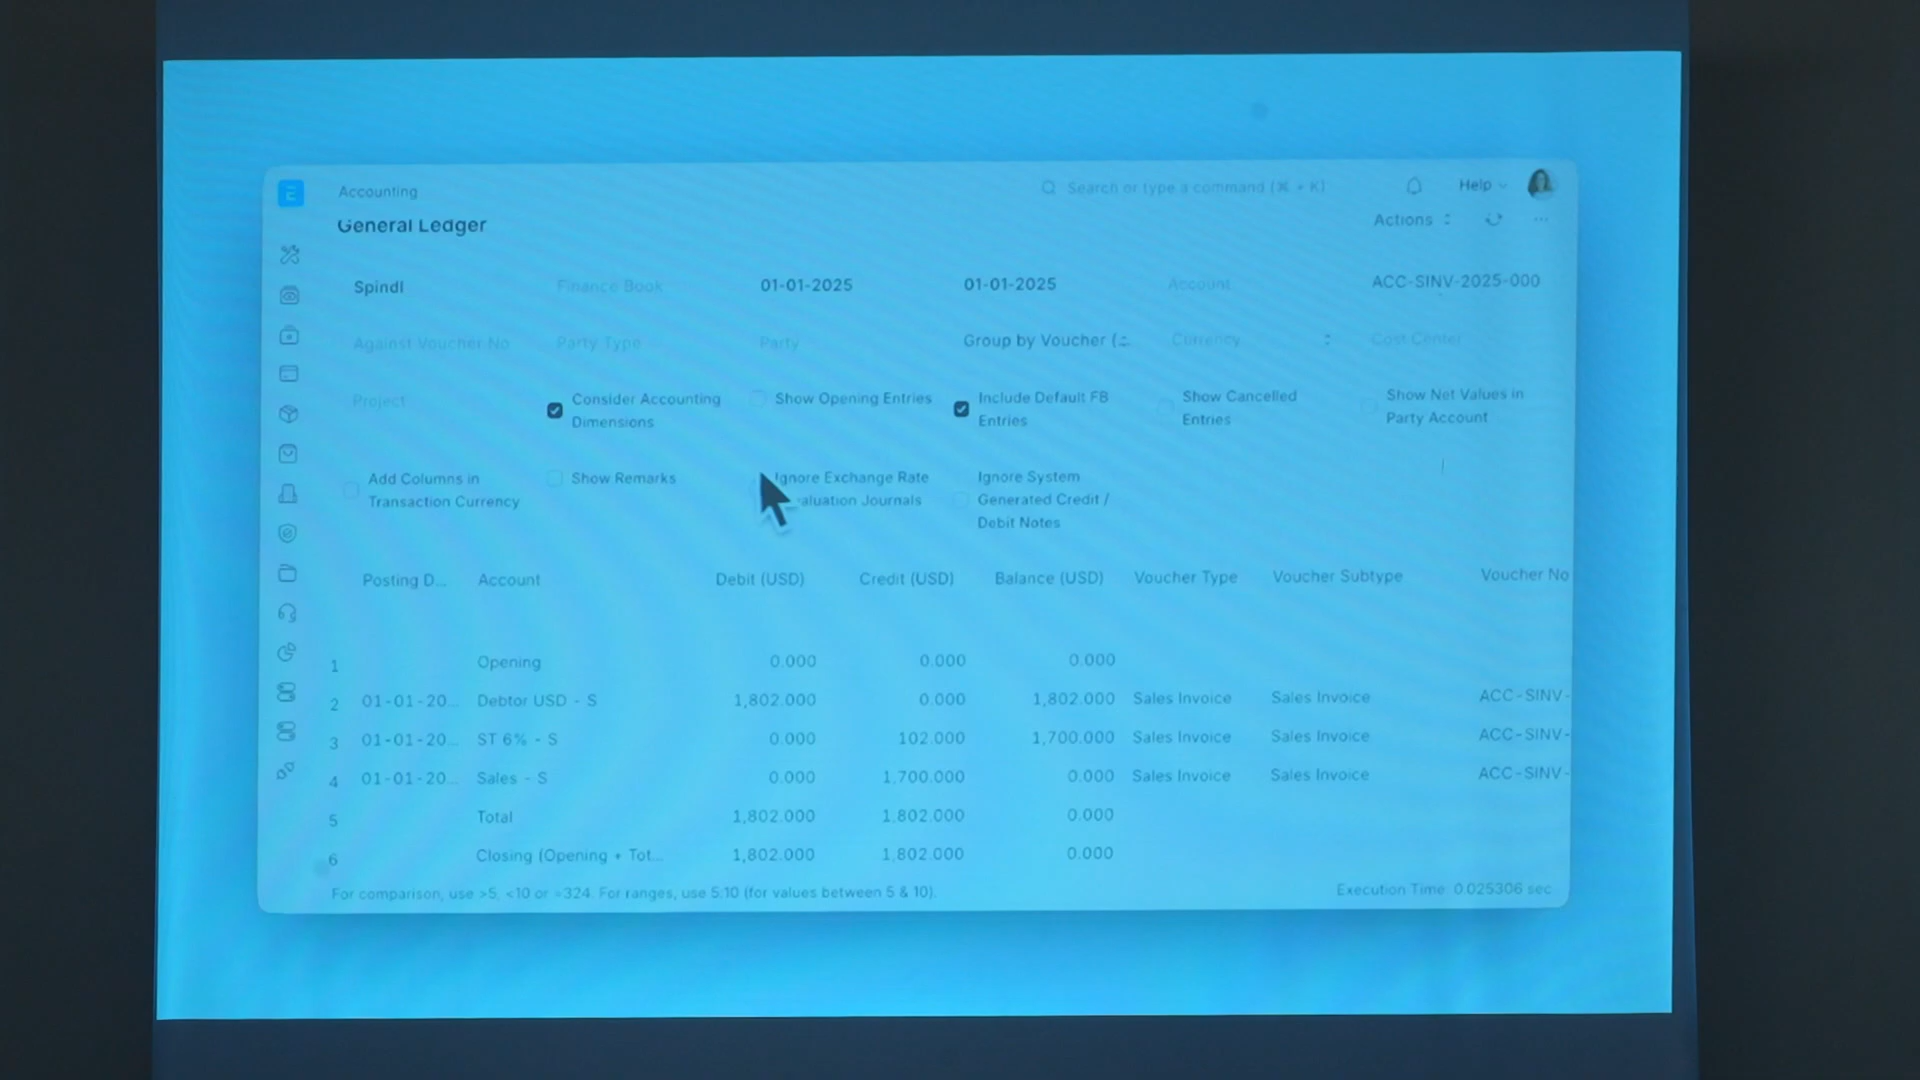 Accounting
Search or type a command (⌘ + K)
Help
General Ledger
Actions
Spindl
Finance Book
01-01-2025
01-01-2025
Account
ACC-SINV-2025-000
Against Voucher No
Party Type
Party
Group by Voucher (
Currency
Cost Center
Project
Consider Accounting
Dimensions
Show Opening Entries
Include Default FB
Entries
Show Cancelled
Entries
Show Net Values in
Party Account
Add Columns in
Transaction Currency
Show Remarks
Ignore Exchange Rate
aluation Journals
Ignore System
Generated Credit /
Debit Notes
Posting D... Account Debit (USD) Credit (USD) Balance (USD) Voucher Type Voucher Subtype Voucher No
1 Opening 0.000 0.000 0.000
2 01-01-20... Debtor USD - S 1,802.000 0.000 1,802.000 Sales Invoice Sales Invoice ACC-SINV-
3 01-01-20... ST 6% - S 0.000 102.000 1,700.000 Sales Invoice Sales Invoice ACC-SINV-
4 01-01-20... Sales - S 0.000 1,700.000 0.000 Sales Invoice Sales Invoice ACC-SINV-
5 Total 1,802.000 1,802.000 0.000
6 Closing (Opening + Tot... 1,802.000 1,802.000 0.000
For comparison, use >5, <10 or =324. For ranges, use 5:10 (for values between 5 & 10).
Execution Time: 0.025306 sec